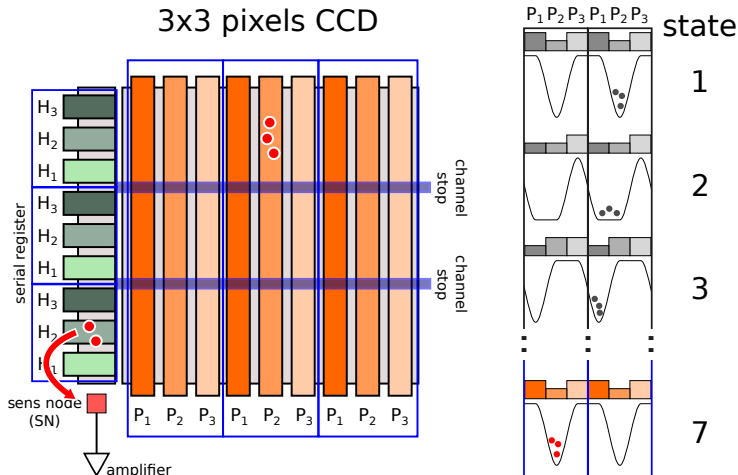 3x3 pixels CCD
P1 P2 P3 P1 P2 P3
state
1
2
3
7
H3
H2
H1
H3
H2
H1
H3
H2
H1
serial register
channel
stop
channel
stop
sens node
(SN)
P1 P2 P3 P1 P2 P3 P1 P2 P3
amplifier